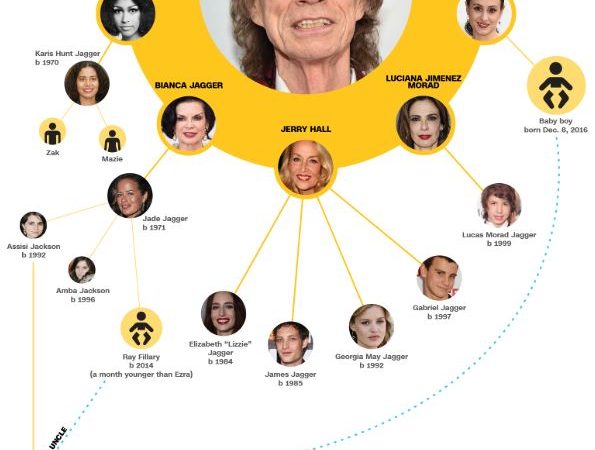 Karis Hunt Jagger
b 1970
BIANCA JAGGER
LUCIANA JIMENEZ
MORAD
JERRY HALL
Baby boy
born Dec. 8, 2016
Zak
Mazie
Jade Jagger
b 1971
Lucas Morad Jagger
b 1999
Assisi Jackson
b 1992
Amba Jackson
b 1996
Gabriel Jagger
b 1997
Elizabeth "Lizzie"
Jagger
b 1984
James Jagger
b 1985
Georgia May Jagger
b 1992
Ray Fillary
b 2014
(a month younger than Ezra)
UNCLE